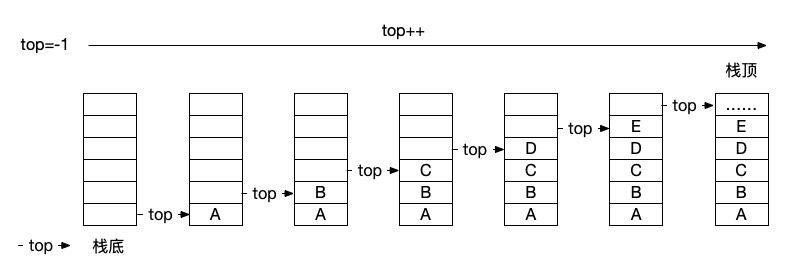 top++
top=-1
栈顶
top ......
top E E
top D D D
top C C C C
top B B B B B
top A A A A A A
top 栈底